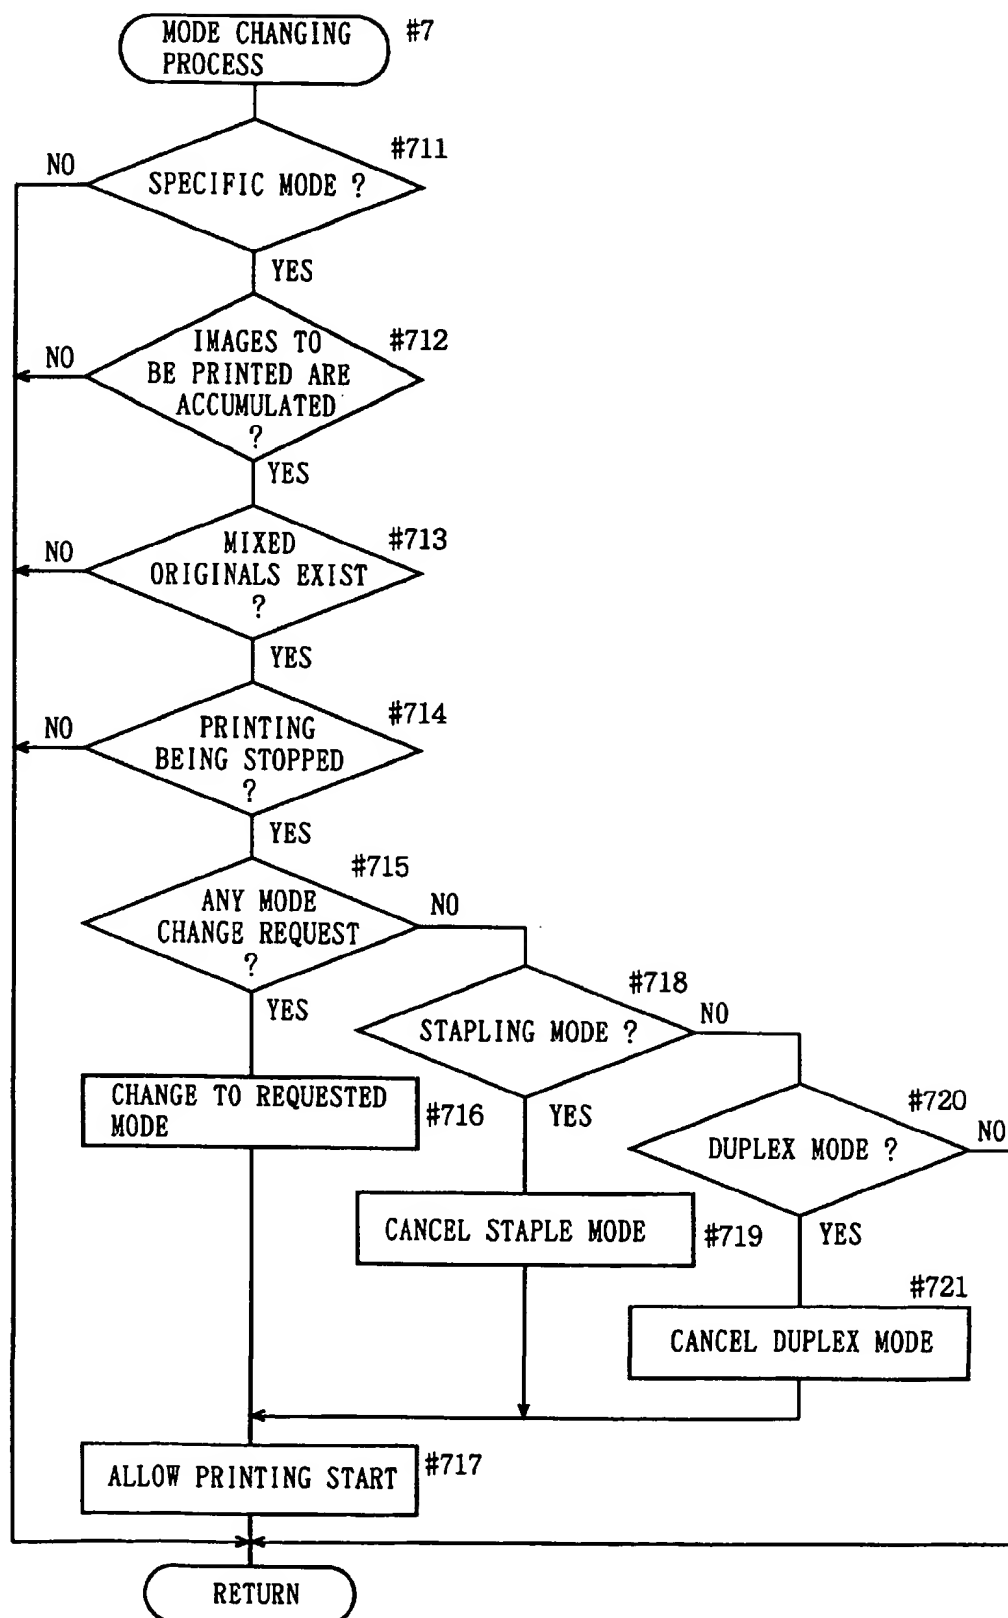 MODE CHANGING
PROCESS
#7
#711
NO
SPECIFIC MODE ?
YES
#712
NO
IMAGES TO
BE PRINTED ARE
ACCUMULATED
?
YES
#713
NO
MIXED
ORIGINALS EXIST
?
YES
#714
NO
PRINTING
BEING STOPPED
?
YES
#715
ANY MODE
CHANGE REQUEST
?
NO
YES
#718
STAPLING MODE ?
NO
YES
CHANGE TO REQUESTED
MODE
#716
#720
DUPLEX MODE ?
NO
YES
CANCEL STAPLE MODE
#719
#721
CANCEL DUPLEX MODE
ALLOW PRINTING START
#717
RETURN